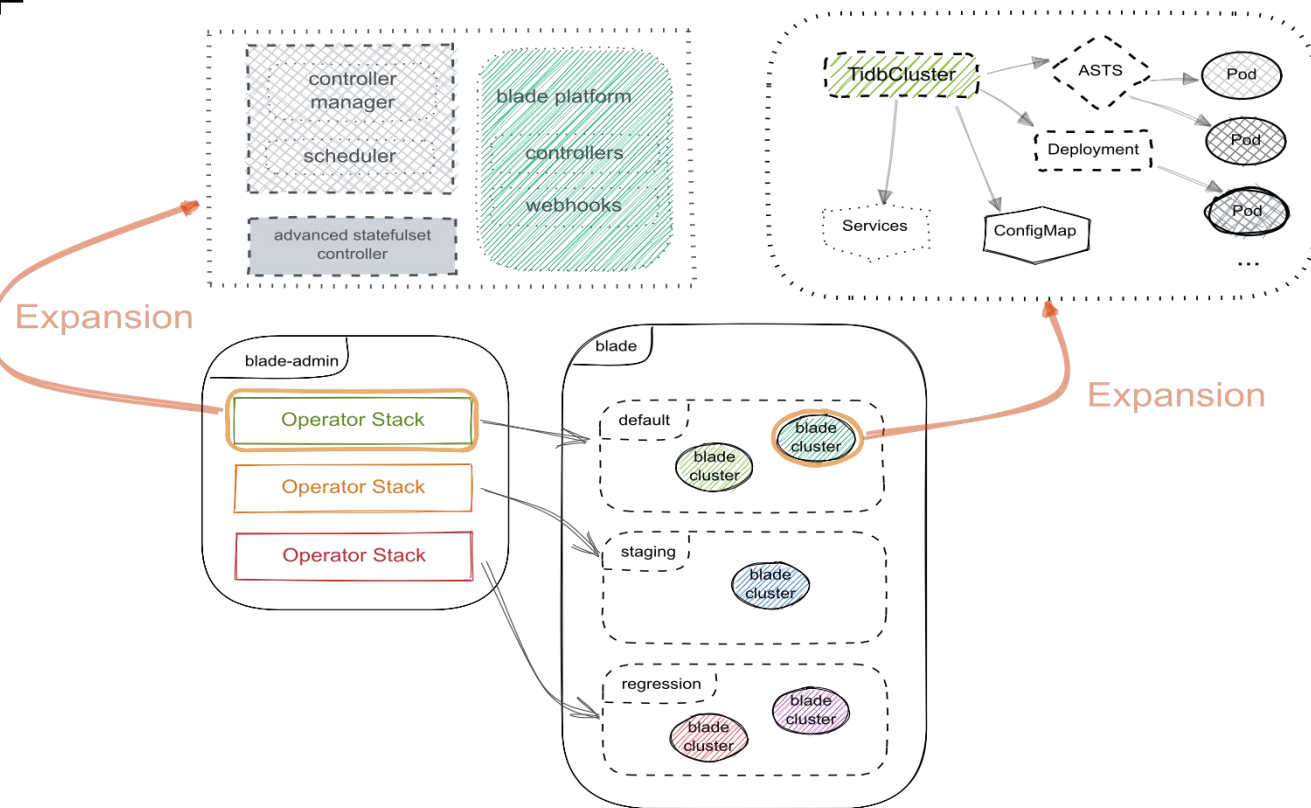 controller
manager
scheduler
advanced statefulset
controller
blade platform
controllers
webhooks
TidbCluster
ASTS
Pod
Pod
Deployment
Pod
Services
ConfigMap
...
Expansion
Expansion
blade-admin
Operator Stack
Operator Stack
Operator Stack
blade
default
blade
cluster
blade
cluster
staging
blade
cluster
regression
blade
cluster
blade
cluster